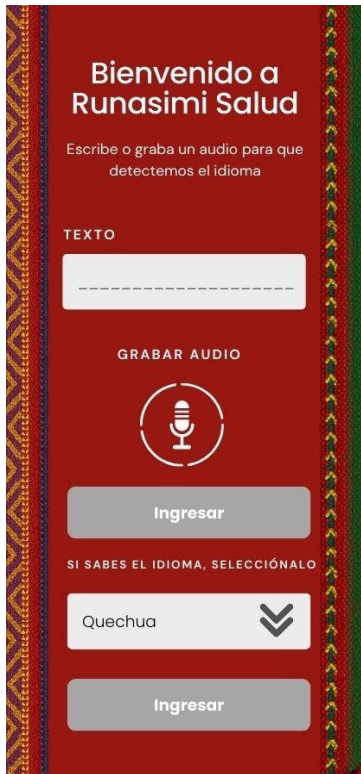 Bienvenido a
Runasimi Salud
Escribe o graba un audio para que
detectemos el idioma
TEXTO
GRABAR AUDIO
Ingresar
SI SABES EL IDIOMA, SELECCIÓNALO
Quechua
Ingresar